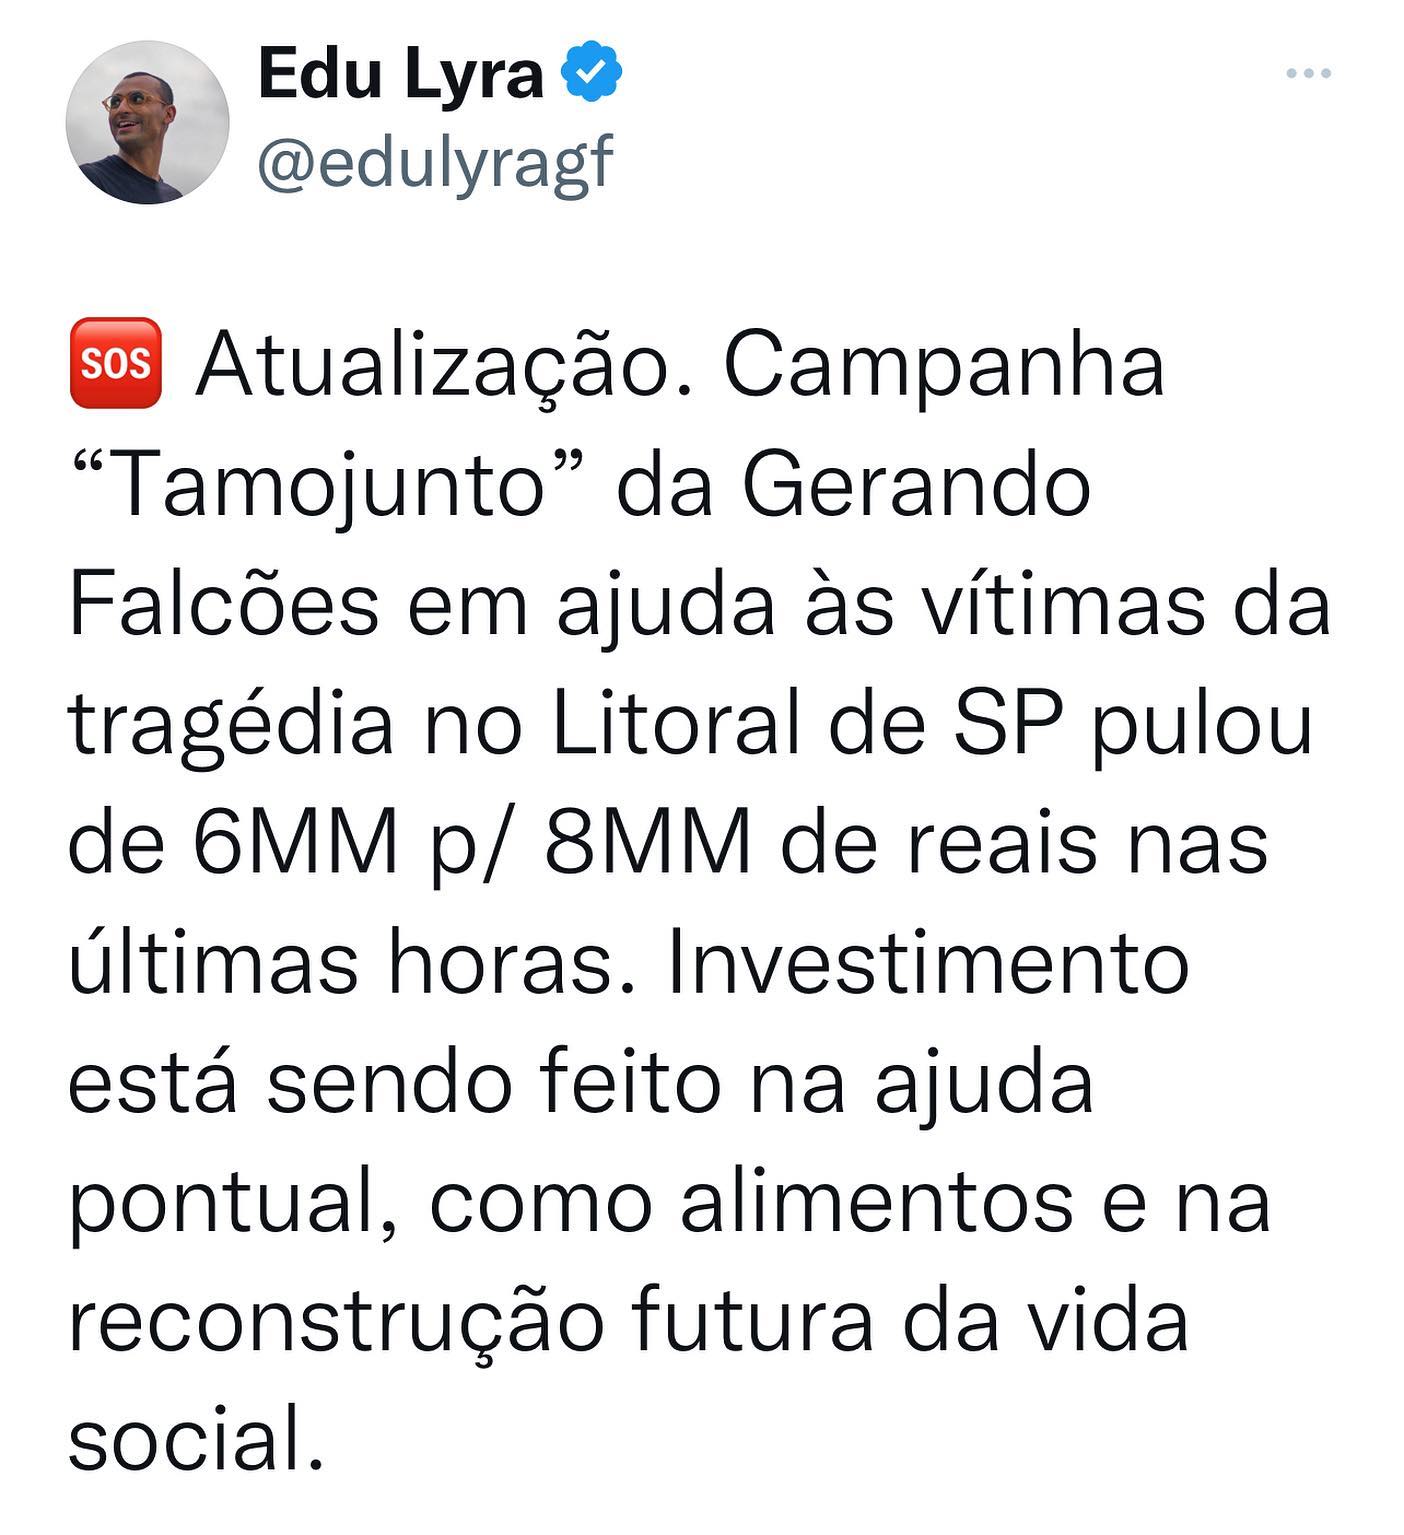 Edu Lyra
@edulyragf
🆘 Atualização. Campanha
“Tamojunto” da Gerando
Falcões em ajuda às vítimas da
tragédia no Litoral de SP pulou
de 6MM p/ 8MM de reais nas
últimas horas. Investimento
está sendo feito na ajuda
pontual, como alimentos e na
reconstrução futura da vida
social.